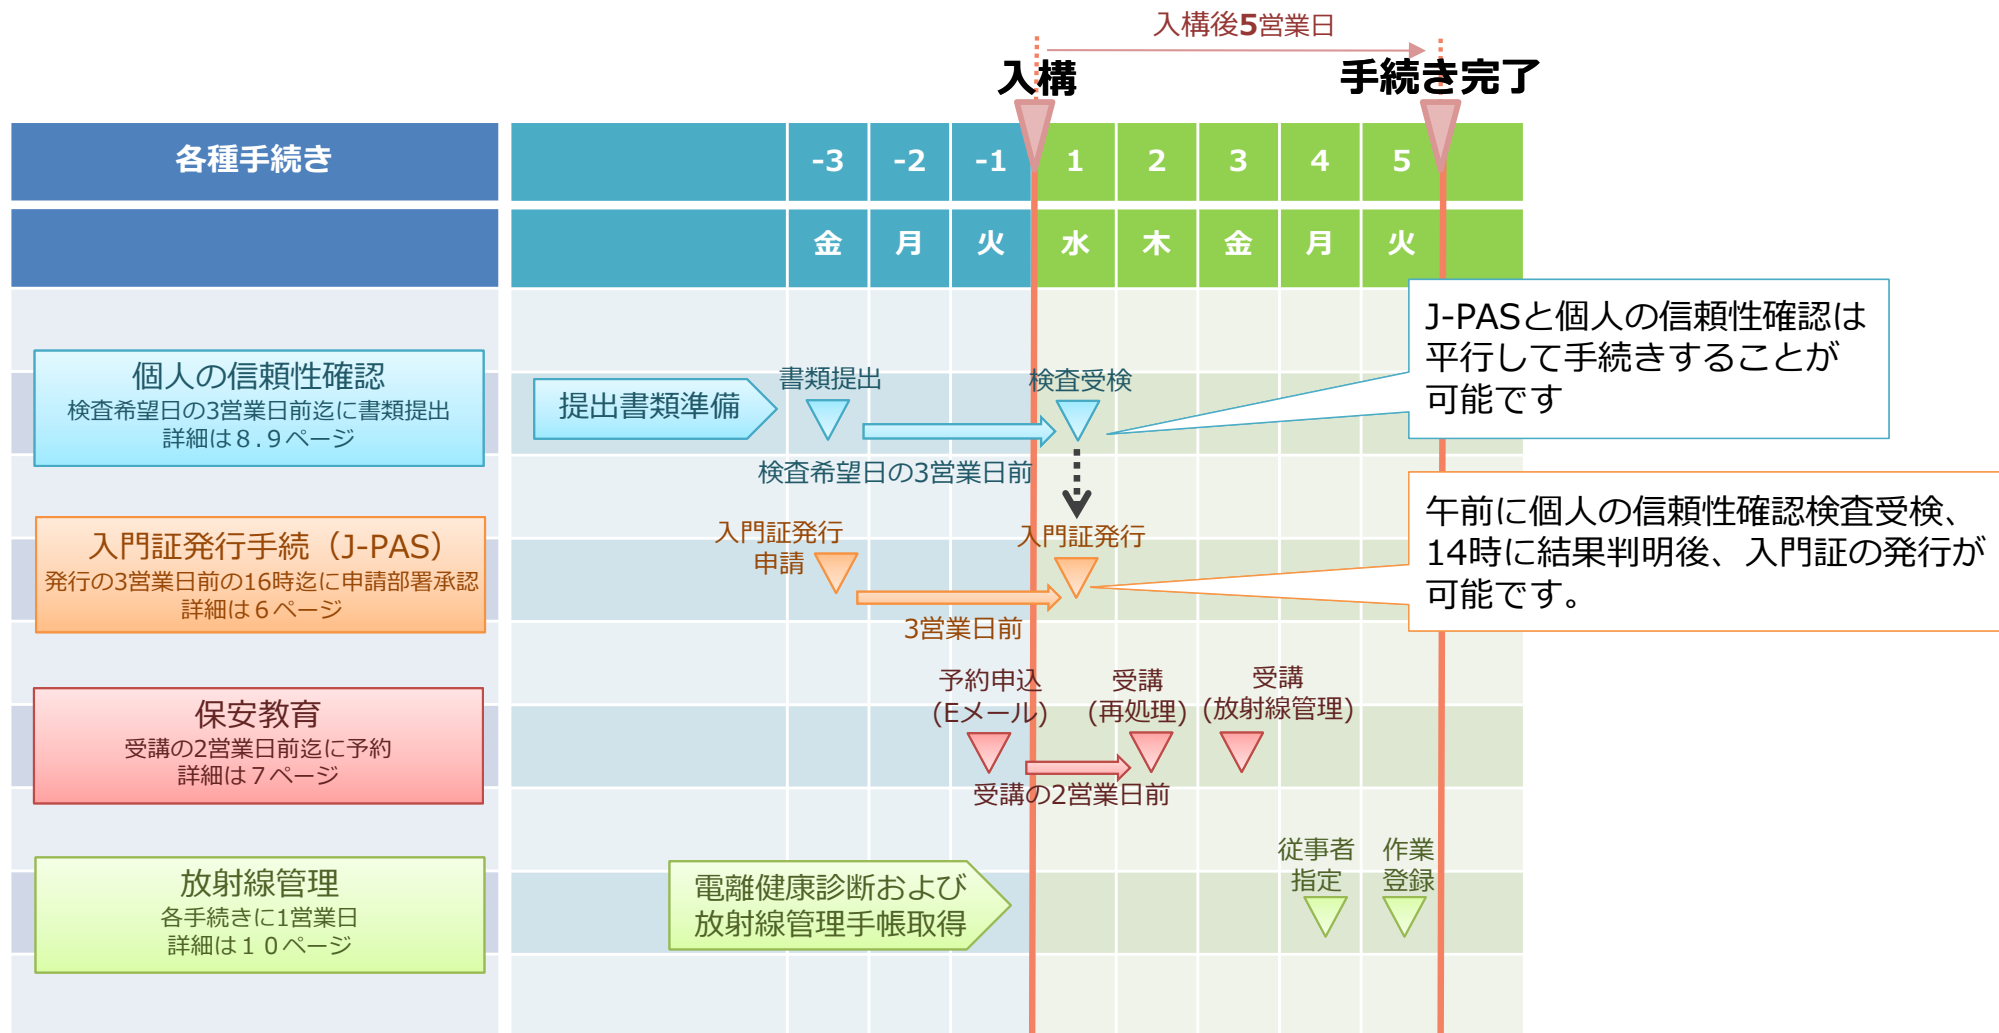 入構後5営業日
入構
手続き完了
各種手続き
-3
-2
-1
1
2
3
4
5
金
月
火
水
木
金
月
火
個人の信頼性確認
検査希望日の3営業日前迄に書類提出
詳細は８.９ページ
提出書類準備
書類提出
検査受検
検査希望日の3営業日前
J-PASと個人の信頼性確認は
平行して手続きすることが
可能です
入門証発行手続（J-PAS）
発行の3営業日前の16時迄に申請部署承認
詳細は６ページ
入門証発行
申請
入門証発行
3営業日前
午前に個人の信頼性確認検査受検、
14時に結果判明後、入門証の発行が
可能です。
保安教育
受講の2営業日前迄に予約
詳細は７ページ
予約申込
(Eメール)
受講
(再処理)
受講
(放射線管理)
受講の2営業日前
放射線管理
各手続きに1営業日
詳細は１０ページ
電離健康診断および
放射線管理手帳取得
従事者
指定
作業
登録